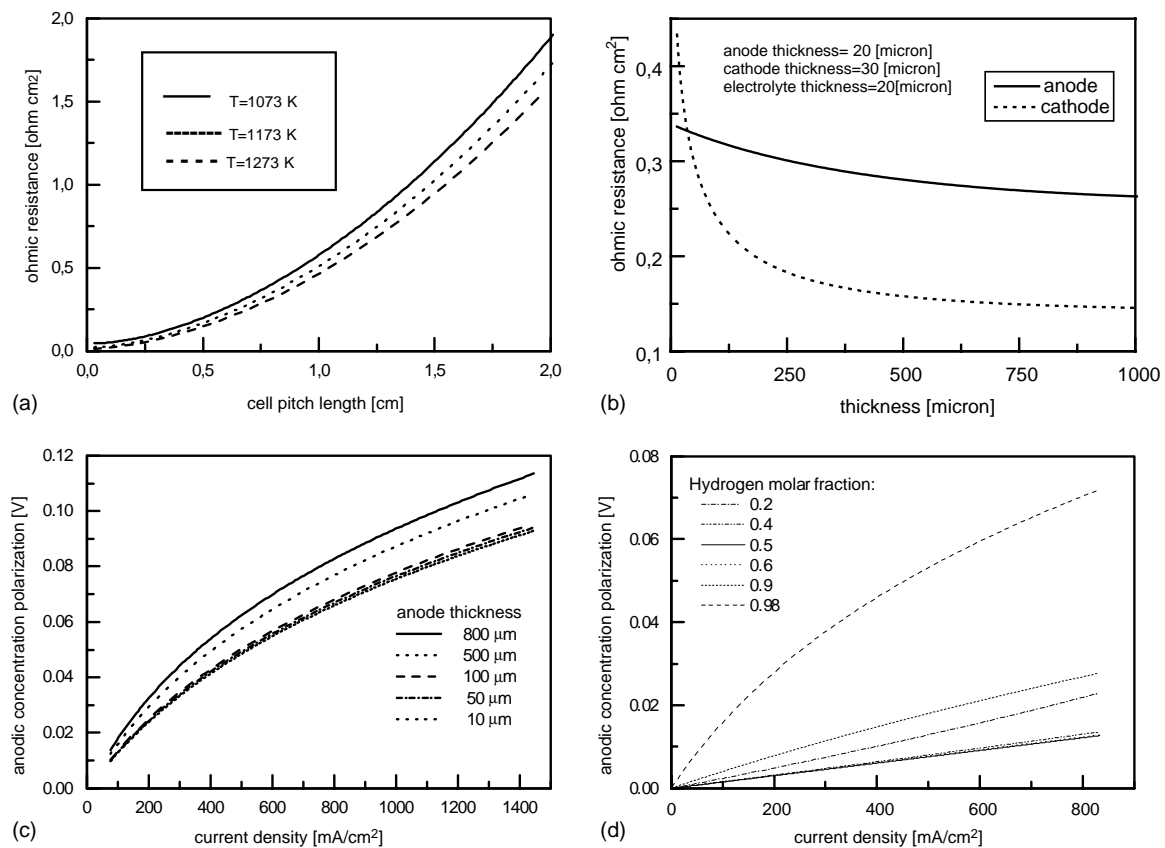 2,0
1,5
1,0
0,5
0,0
ohmic resistance [ohm cm2]
T=1073 K
T=1173 K
T=1273 K
0,0 0,5 1,0 1,5 2,0
cell pitch length [cm]
(a)
0,4
0,3
0,2
0,1
ohmic resistance [ohm cm²]
anode thickness= 20 [micron]
cathode thickness=30 [micron]
electrolyte thickness=20[micron]
anode
cathode
0 250 500 750 1000
thickness [micron]
(b)
0.12
0.10
0.08
0.06
0.04
0.02
0.00
anodic concentration polarization [V]
anode thickness
800 µm
500 µm
100 µm
50 µm
10 µm
0 200 400 600 800 1000 1200 1400
current density [mA/cm²]
(c)
0.08
0.06
0.04
0.02
0.00
anodic concentration polarization [V]
Hydrogen molar fraction:
0.2
0.4
0.5
0.6
0.9
0.98
0 200 400 600 800
current density [mA/cm²]
(d)